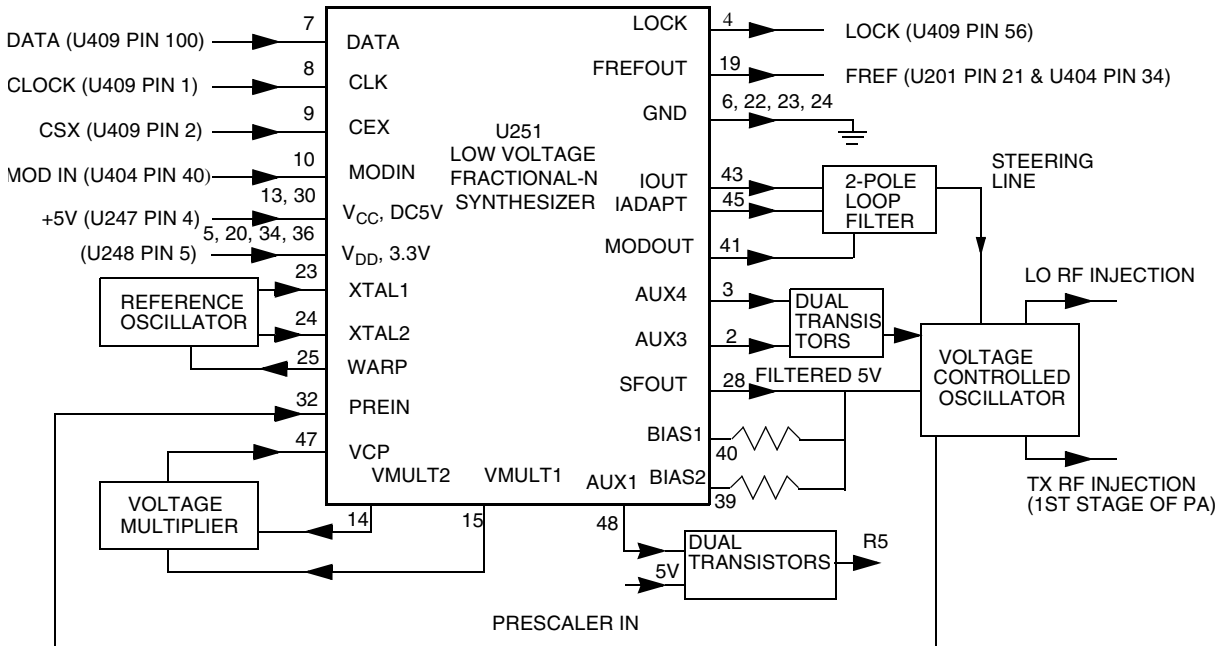 7
DATA (U409 PIN 100)
DATA
8
CLOCK (U409 PIN 1)
CLK
9
CSX (U409 PIN 2)
CEX
10
MOD IN (U404 PIN 40)
MODIN
13, 30
+5V (U247 PIN 4)
VCC, DC5V
5, 20, 34, 36
(U248 PIN 5)
VDD, 3.3V
23
XTAL1
REFERENCE
OSCILLATOR
24
XTAL2
25
WARP
32
PREIN
47
VCP
VOLTAGE
MULTIPLIER
VMULT2
14
VMULT1
15
U251
LOW VOLTAGE
FRACTIONAL-N
SYNTHESIZER
LOCK
4
LOCK (U409 PIN 56)
FREFOUT
19
FREF (U201 PIN 21 & U404 PIN 34)
GND
6, 22, 23, 24
IOUT
43
IADAPT
45
2-POLE
LOOP
FILTER
STEERING
LINE
MODOUT
41
AUX4
3
AUX3
2
DUAL
TRANSIS
TORS
LO RF INJECTION
VOLTAGE
CONTROLLED
OSCILLATOR
SFOUT
28
FILTERED 5V
BIAS1
40
BIAS2
39
TX RF INJECTION
(1ST STAGE OF PA)
AUX1
48
5V
DUAL
TRANSISTORS
R5
PRESCALER IN